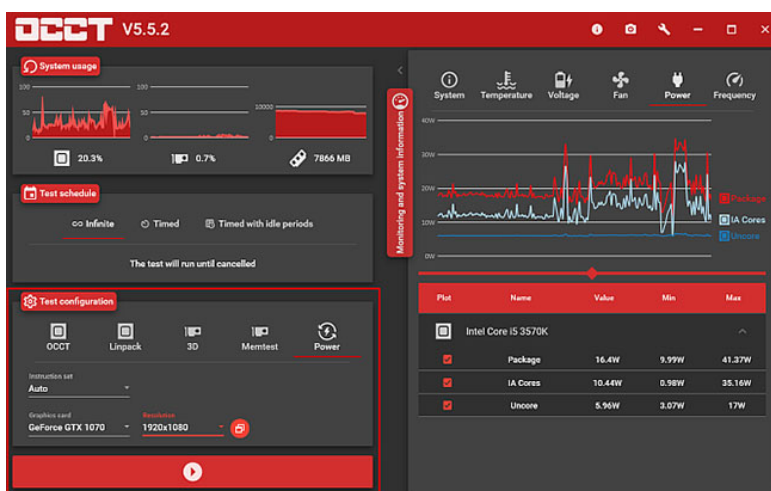 OCCT V5.5.2
System usage
100
50
0
100
50
0
10000
0
20.3%
0.7%
7866 MB
Test schedule
Infinite
Timed
Timed with idle periods
The test will run until cancelled
Test configuration
OCCT
Linpack
3D
Memtest
Power
Instruction set
Auto
Graphics card
Resolution
GeForce GTX 1070
1920x1080
Monitoring and system information
System
Temperature
Voltage
Fan
Power
Frequency
40W
30W
20W
10W
0W
Package
IA Cores
Uncore
Plot Name Value Min Max
Intel Core i5 3570K
Package 16.4W 9.99W 41.37W
IA Cores 10.44W 0.98W 35.16W
Uncore 5.96W 3.07W 17W